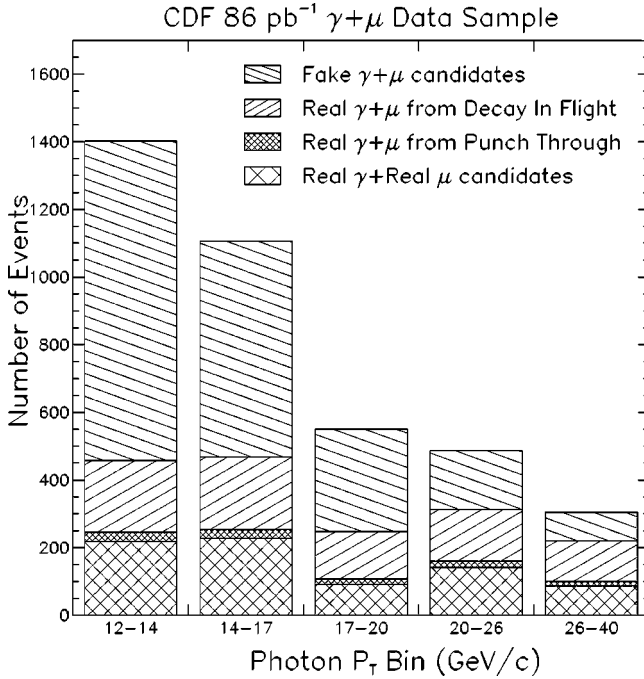 CDF 86 pb⁻¹ γ+μ Data Sample
Fake γ+μ candidates
Real γ+μ from Decay In Flight
Real γ+μ from Punch Through
Real γ+Real μ candidates
Number of Events
1600
1400
1200
1000
800
600
400
200
0
12−14 14−17 17−20 20−26 26−40
Photon P_T Bin (GeV/c)